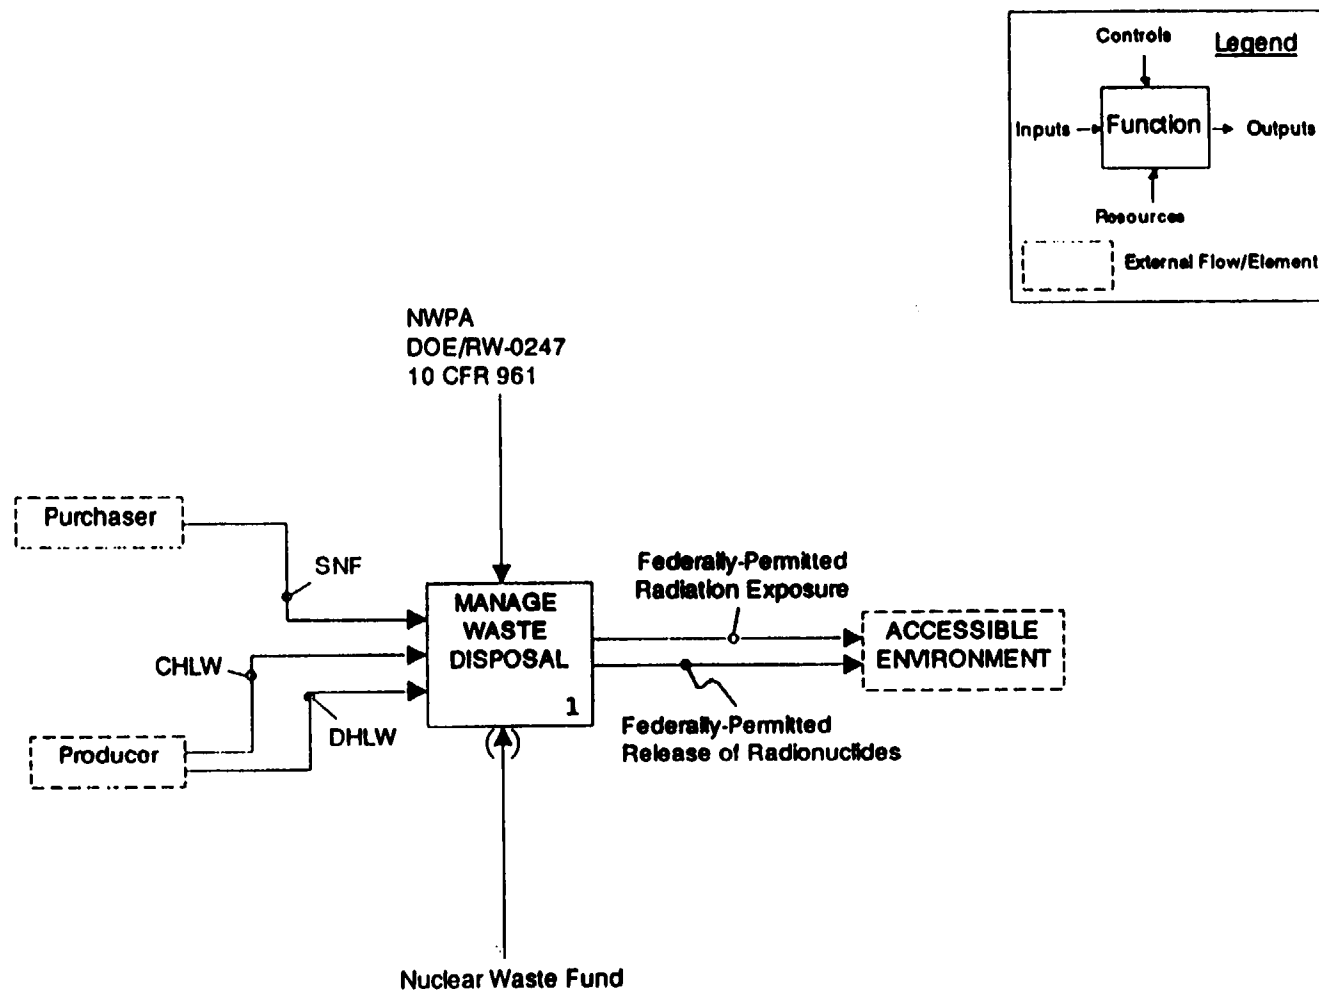 Controls
Legend
Inputs
Function
Outputs
Resources
External Flow/Element
NWPA
DOE/RW-0247
10 CFR 961
Purchaser
SNF
MANAGE
WASTE
DISPOSAL
1
Federally-Permitted
Radiation Exposure
ACCESSIBLE
ENVIRONMENT
CHLW
DHLW
Producer
Federally-Permitted
Release of Radionuclides
Nuclear Waste Fund